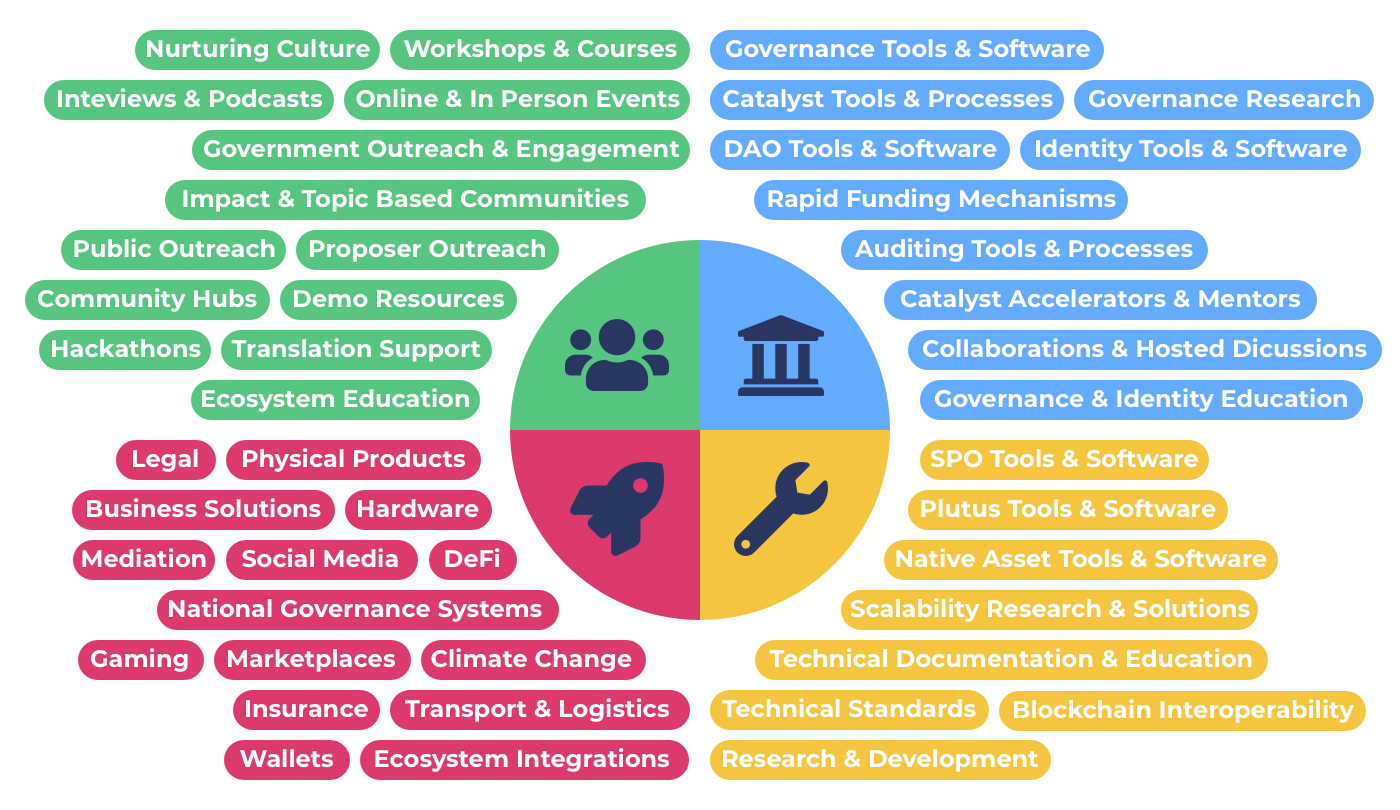 Nurturing Culture
Workshops & Courses
Inteviews & Podcasts
Online & In Person Events
Government Outreach & Engagement
Impact & Topic Based Communities
Public Outreach
Proposer Outreach
Community Hubs
Demo Resources
Hackathons
Translation Support
Ecosystem Education
Governance Tools & Software
Catalyst Tools & Processes
Governance Research
DAO Tools & Software
Identity Tools & Software
Rapid Funding Mechanisms
Auditing Tools & Processes
Catalyst Accelerators & Mentors
Collaborations & Hosted Dicussions
Governance & Identity Education
Legal
Physical Products
Business Solutions
Hardware
Mediation
Social Media
DeFi
National Governance Systems
Gaming
Marketplaces
Climate Change
Insurance
Transport & Logistics
Wallets
Ecosystem Integrations
SPO Tools & Software
Plutus Tools & Software
Native Asset Tools & Software
Scalability Research & Solutions
Technical Documentation & Education
Technical Standards
Blockchain Interoperability
Research & Development